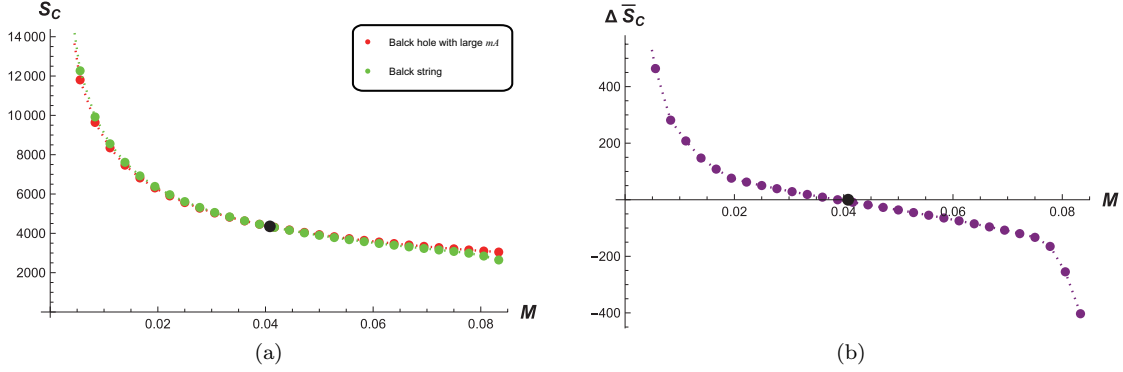 S_C
14 000
12 000
10 000
8000
6000
4000
2000
0.02 0.04 0.06 0.08
M
Balck hole with large mA
Balck string
(a)
Δ S̅_C
400
200
-200
-400
0.02 0.04 0.06 0.08
M
(b)